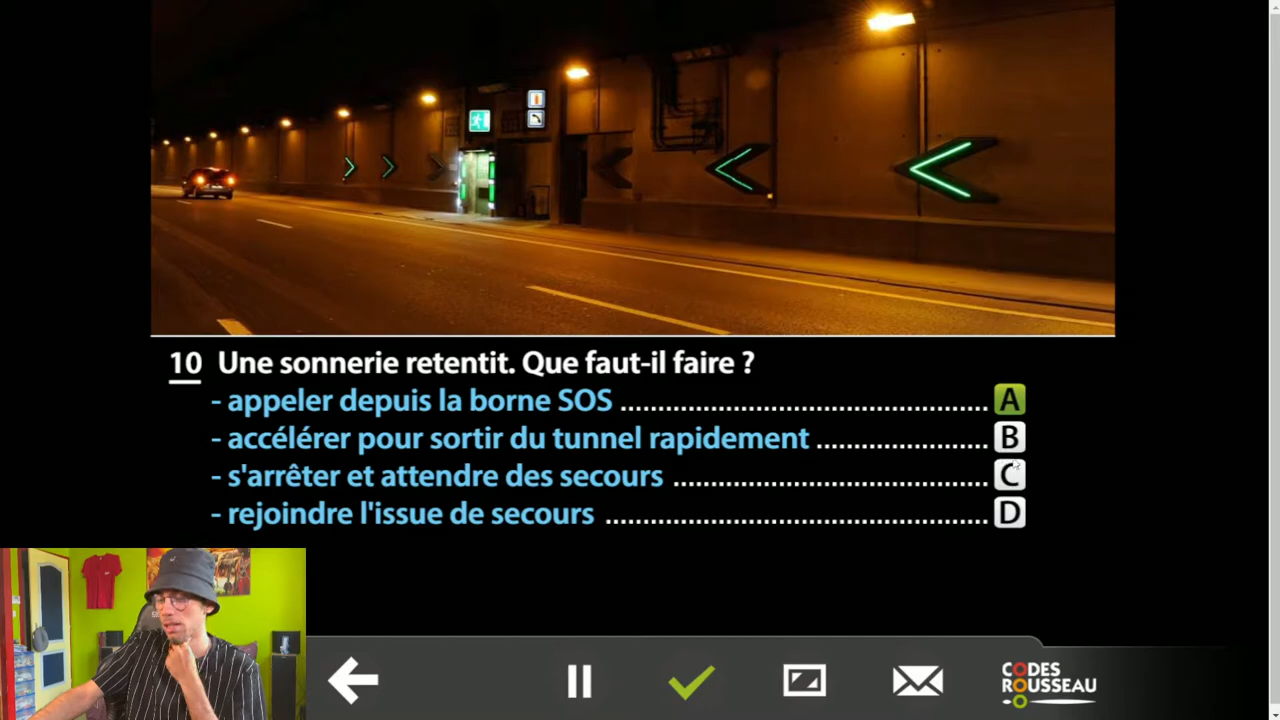 10 Une sonnerie retentit. Que faut-il faire ?
- appeler depuis la borne SOS ........................................ A
- accélérer pour sortir du tunnel rapidement .................. B
- s'arrêter et attendre des secours .................................. C
- rejoindre l'issue de secours .......................................... D
CODES
ROUSSEAU